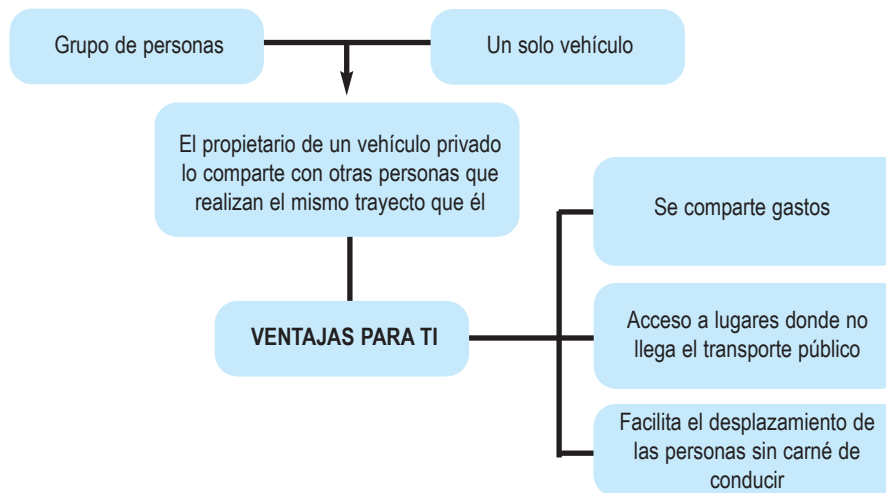 Grupo de personas
Un solo vehículo
El propietario de un vehículo privado
lo comparte con otras personas que
realizan el mismo trayecto que él
Se comparte gastos
VENTAJAS PARA TI
Acceso a lugares donde no
llega el transporte público
Facilita el desplazamiento de
las personas sin carné de
conducir